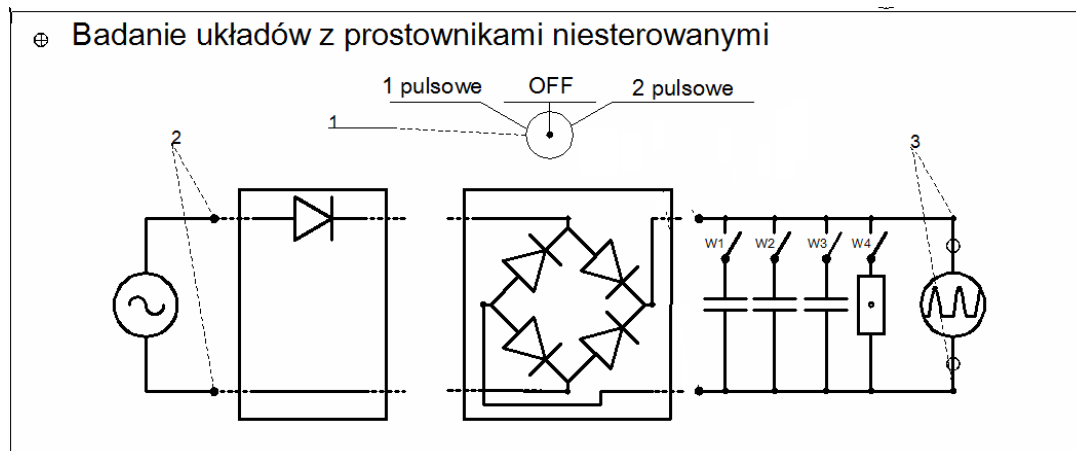 Badanie układów z prostownikami niesterowanymi
1 pulsowe OFF 2 pulsowe
1
2 3
W1 W2 W3 W4